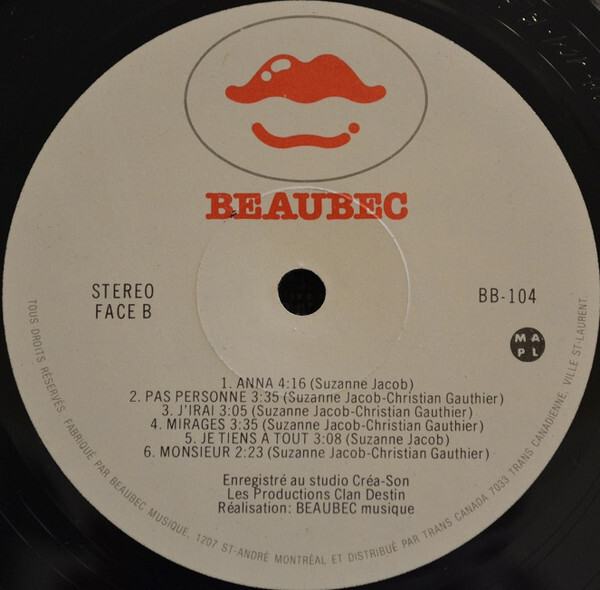 BEAUBEC
STEREO
FACE B
BB-104
MA
PL
1. ANNA 4:16 (Suzanne Jacob)
2. PAS PERSONNE 3:35 (Suzanne Jacob-Christian Gauthier)
3. J'IRAI 3:05 (Suzanne Jacob-Christian Gauthier)
4. MIRAGES 3:35 (Suzanne Jacob-Christian Gauthier)
5. JE TIENS A TOUT 3:08 (Suzanne Jacob)
6. MONSIEUR 2:23 (Suzanne Jacob-Christian Gauthier)
Enregistré au studio Créa-Son
Les Productions Clan Destin
Réalisation: BEAUBEC musique
TOUS DROITS RÉSERVÉS. FABRIQUÉ PAR BEAUBEC MUSIQUE, 1207 ST-ANDRÉ MONTRÉAL ET DISTRIBUÉ PAR TRANS CANADA 7033 TRANS CANADIENNE, VILLE ST-LAURENT.